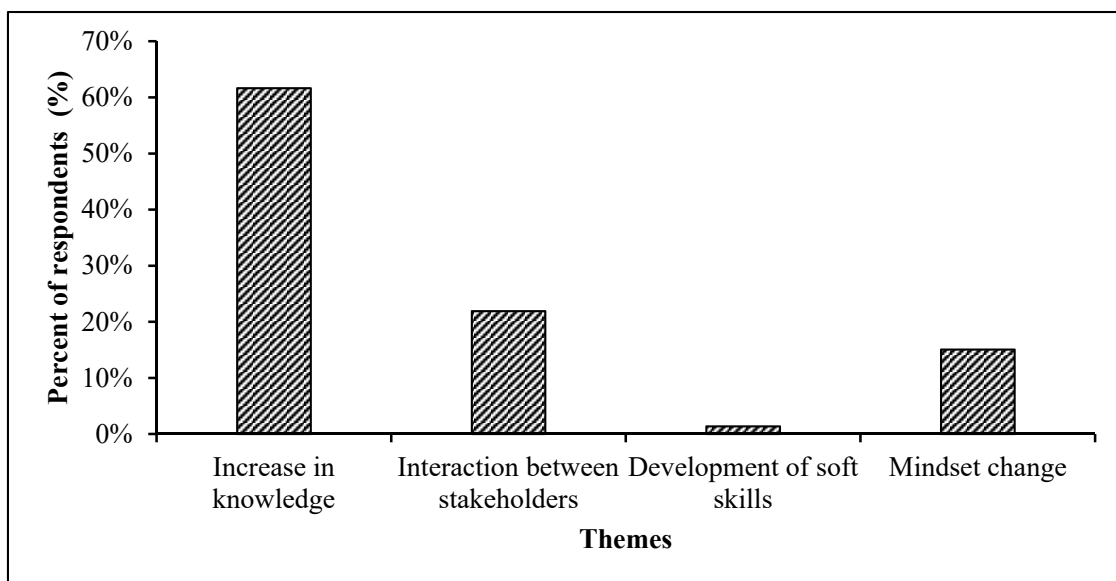 Percent of respondents (%)
70%
60%
50%
40%
30%
20%
10%
0%
Increase in
knowledge
Interaction between
stakeholders
Development of soft
skills
Mindset change
Themes